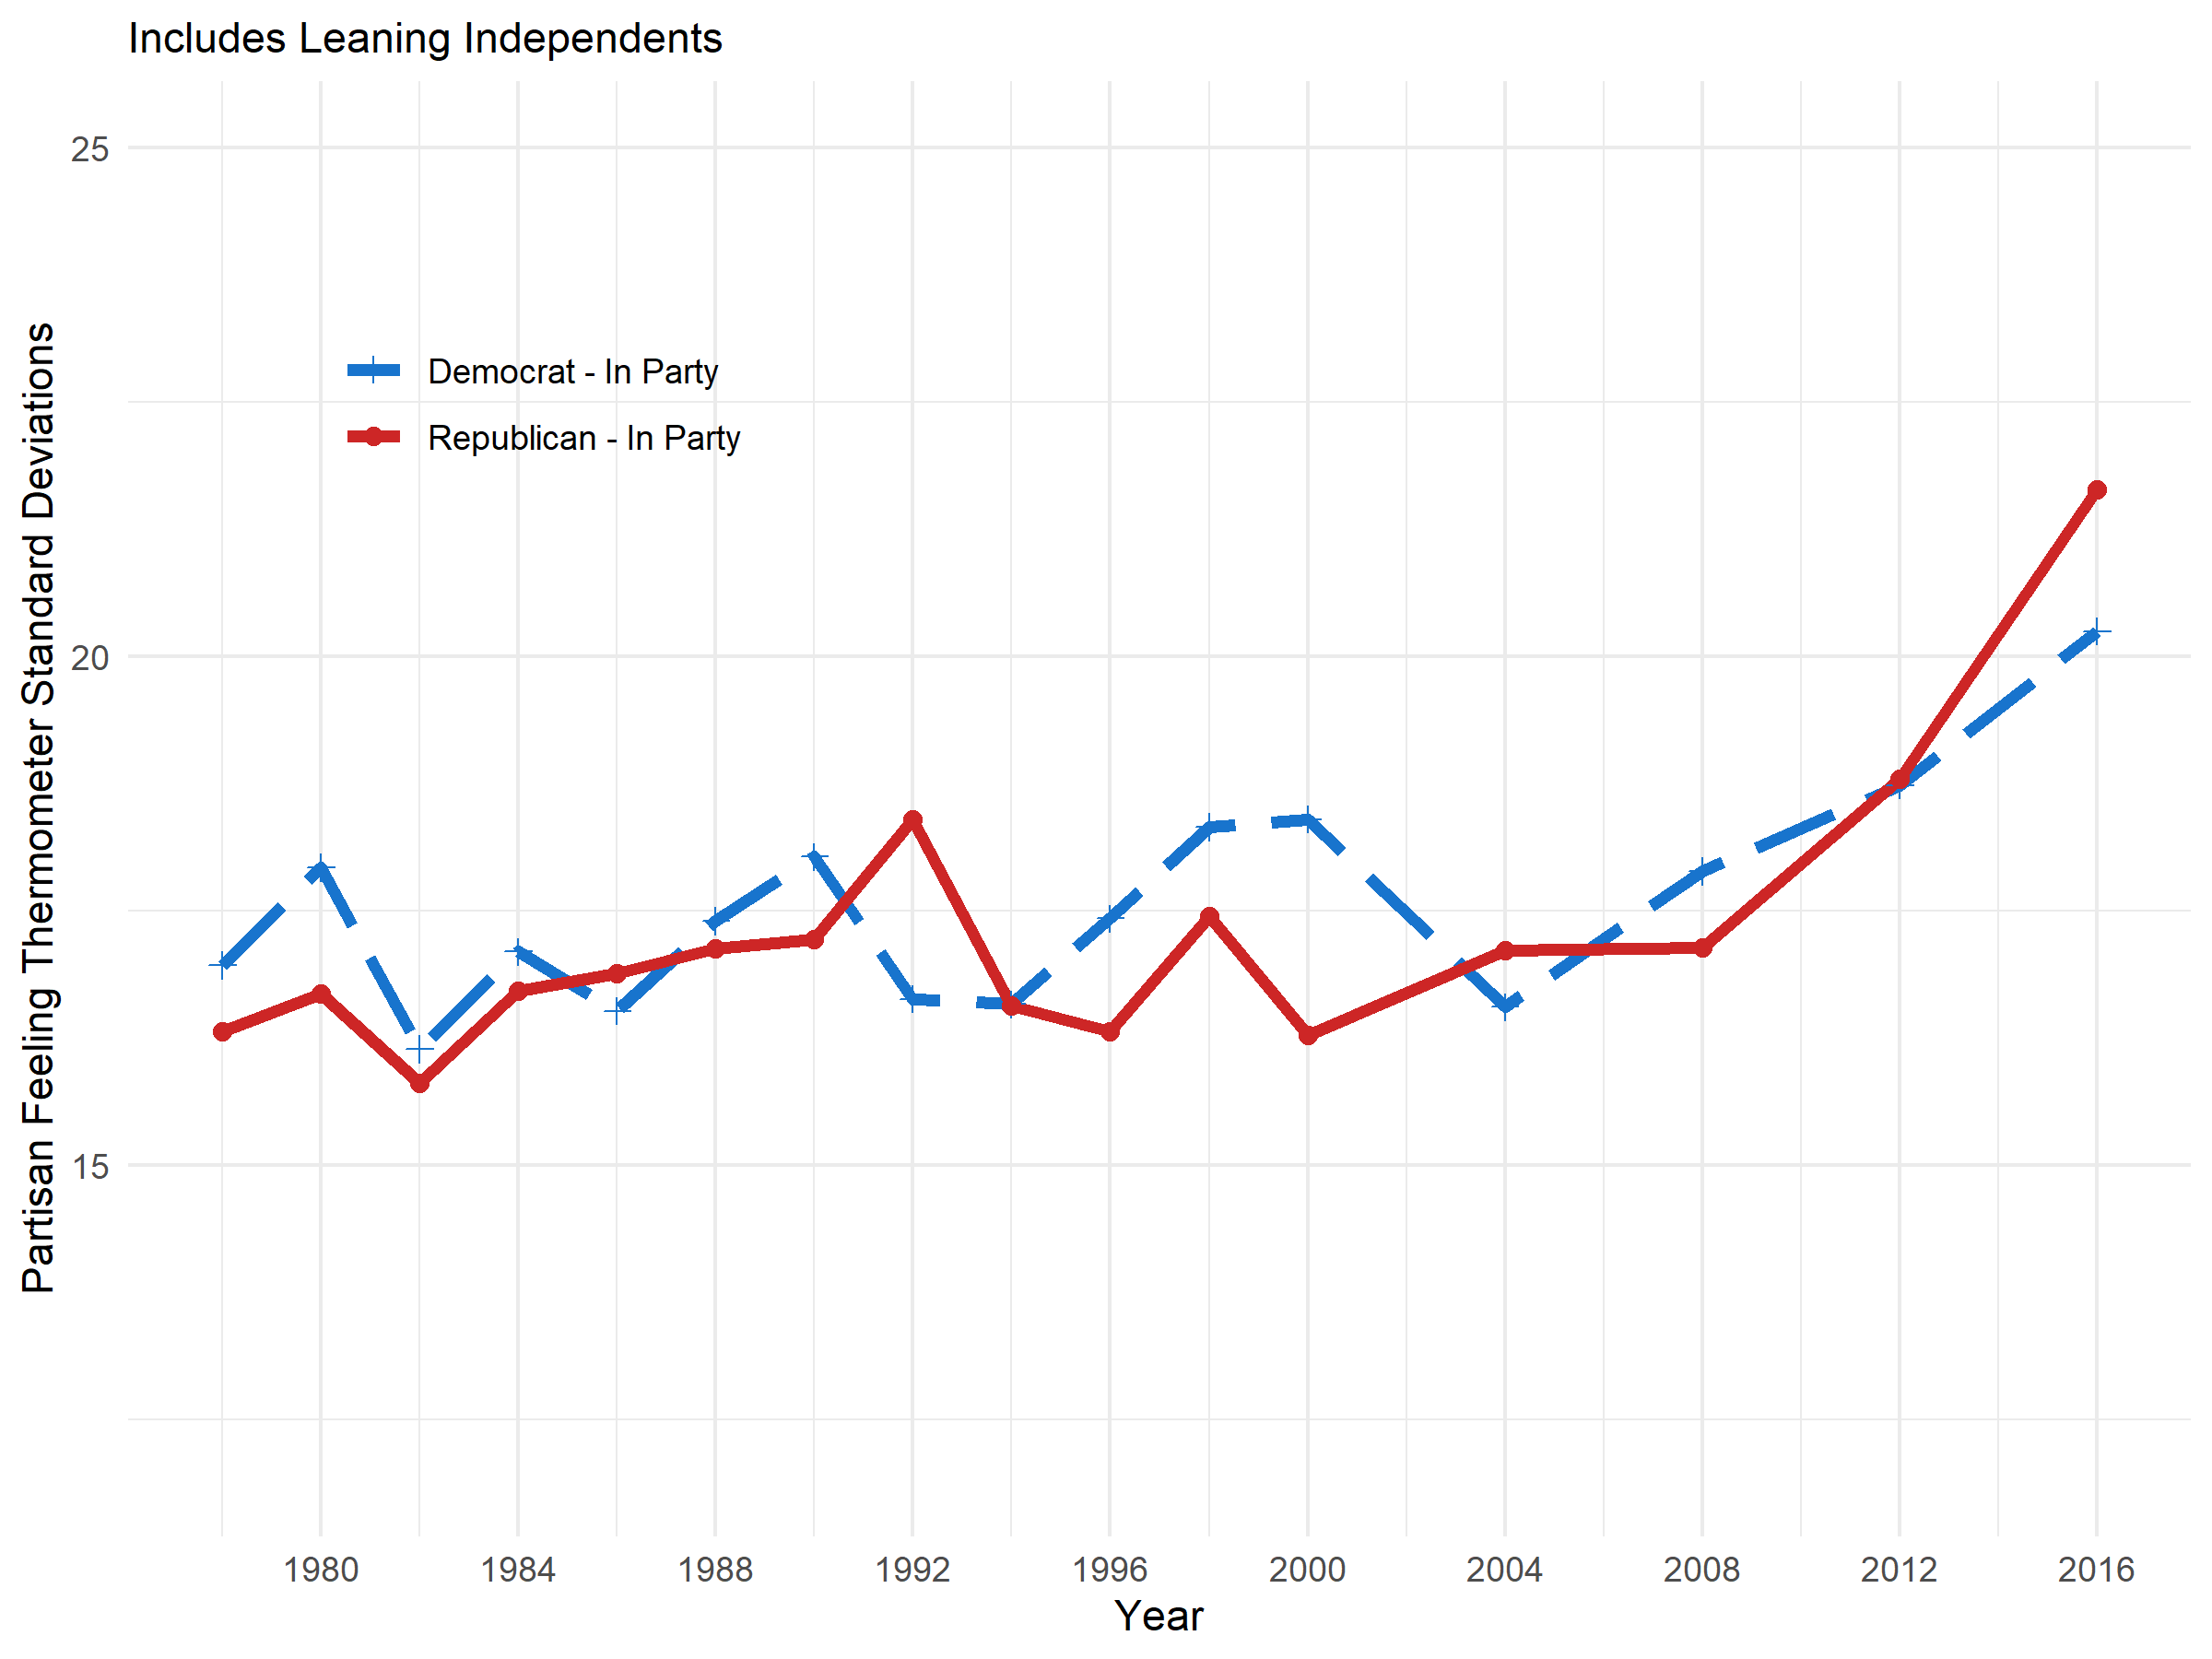 Includes Leaning Independents
Partisan Feeling Thermometer Standard Deviations
25
20
15
Democrat - In Party
Republican - In Party
1980 1984 1988 1992 1996 2000 2004 2008 2012 2016
Year